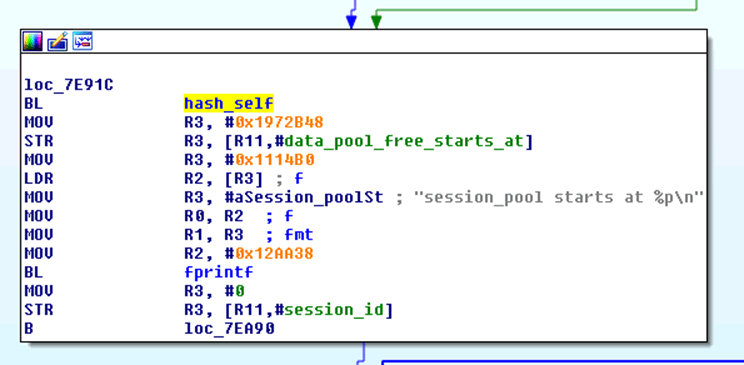 loc_7E91C
BL hash_self
MOV R3, #0x1972B48
STR R3, [R11,#data_pool_free_starts_at]
MOV R3, #0x1114B0
LDR R2, [R3] ; f
MOV R3, #aSession_poolSt ; "session_pool starts at %p\n"
MOV R0, R2 ; f
MOV R1, R3 ; fmt
MOV R2, #0x12AA38
BL fprintf
MOV R3, #0
STR R3, [R11,#session_id]
B loc_7EA90